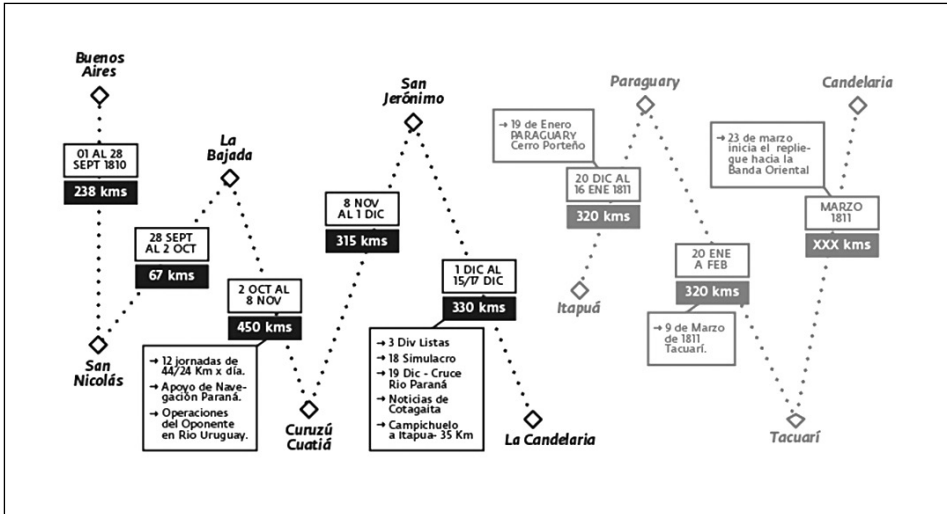 Buenos
Aires
01 AL 28
SEPT 1810
238 kms
San
Nicolás
28 SEPT
AL 2 OCT
67 kms
La
Bajada
2 OCT AL
8 NOV
450 kms
→ 12 jornadas de
44/24 Km x día.
→ Apoyo de Nave-
gación Paraná.
→ Operaciones
del Oponente
en Rio Uruguay.
Curuzú
Cuatiá
8 NOV
AL 1 DIC
315 kms
San
Jerónimo
1 DIC AL
15/17 DIC
330 kms
→ 3 Div Listas
→ 18 Simulacro
→ 19 Dic - Cruce
Rio Paraná
→ Noticias de
Cotagaita
→ Campichuelo
a Itapua- 35 Km
La Candelaria
Itapuá
→ 19 de Enero
PARAGUARY
Cerro Porteño
20 DIC AL
16 ENE 1811
320 kms
Paraguary
20 ENE
A FEB
320 kms
→ 9 de Marzo
de 1811
Tacuarí.
Tacuarí
→ 23 de marzo
inicia el replie-
gue hacia la
Banda Oriental
MARZO
1811
XXX kms
Candelaria